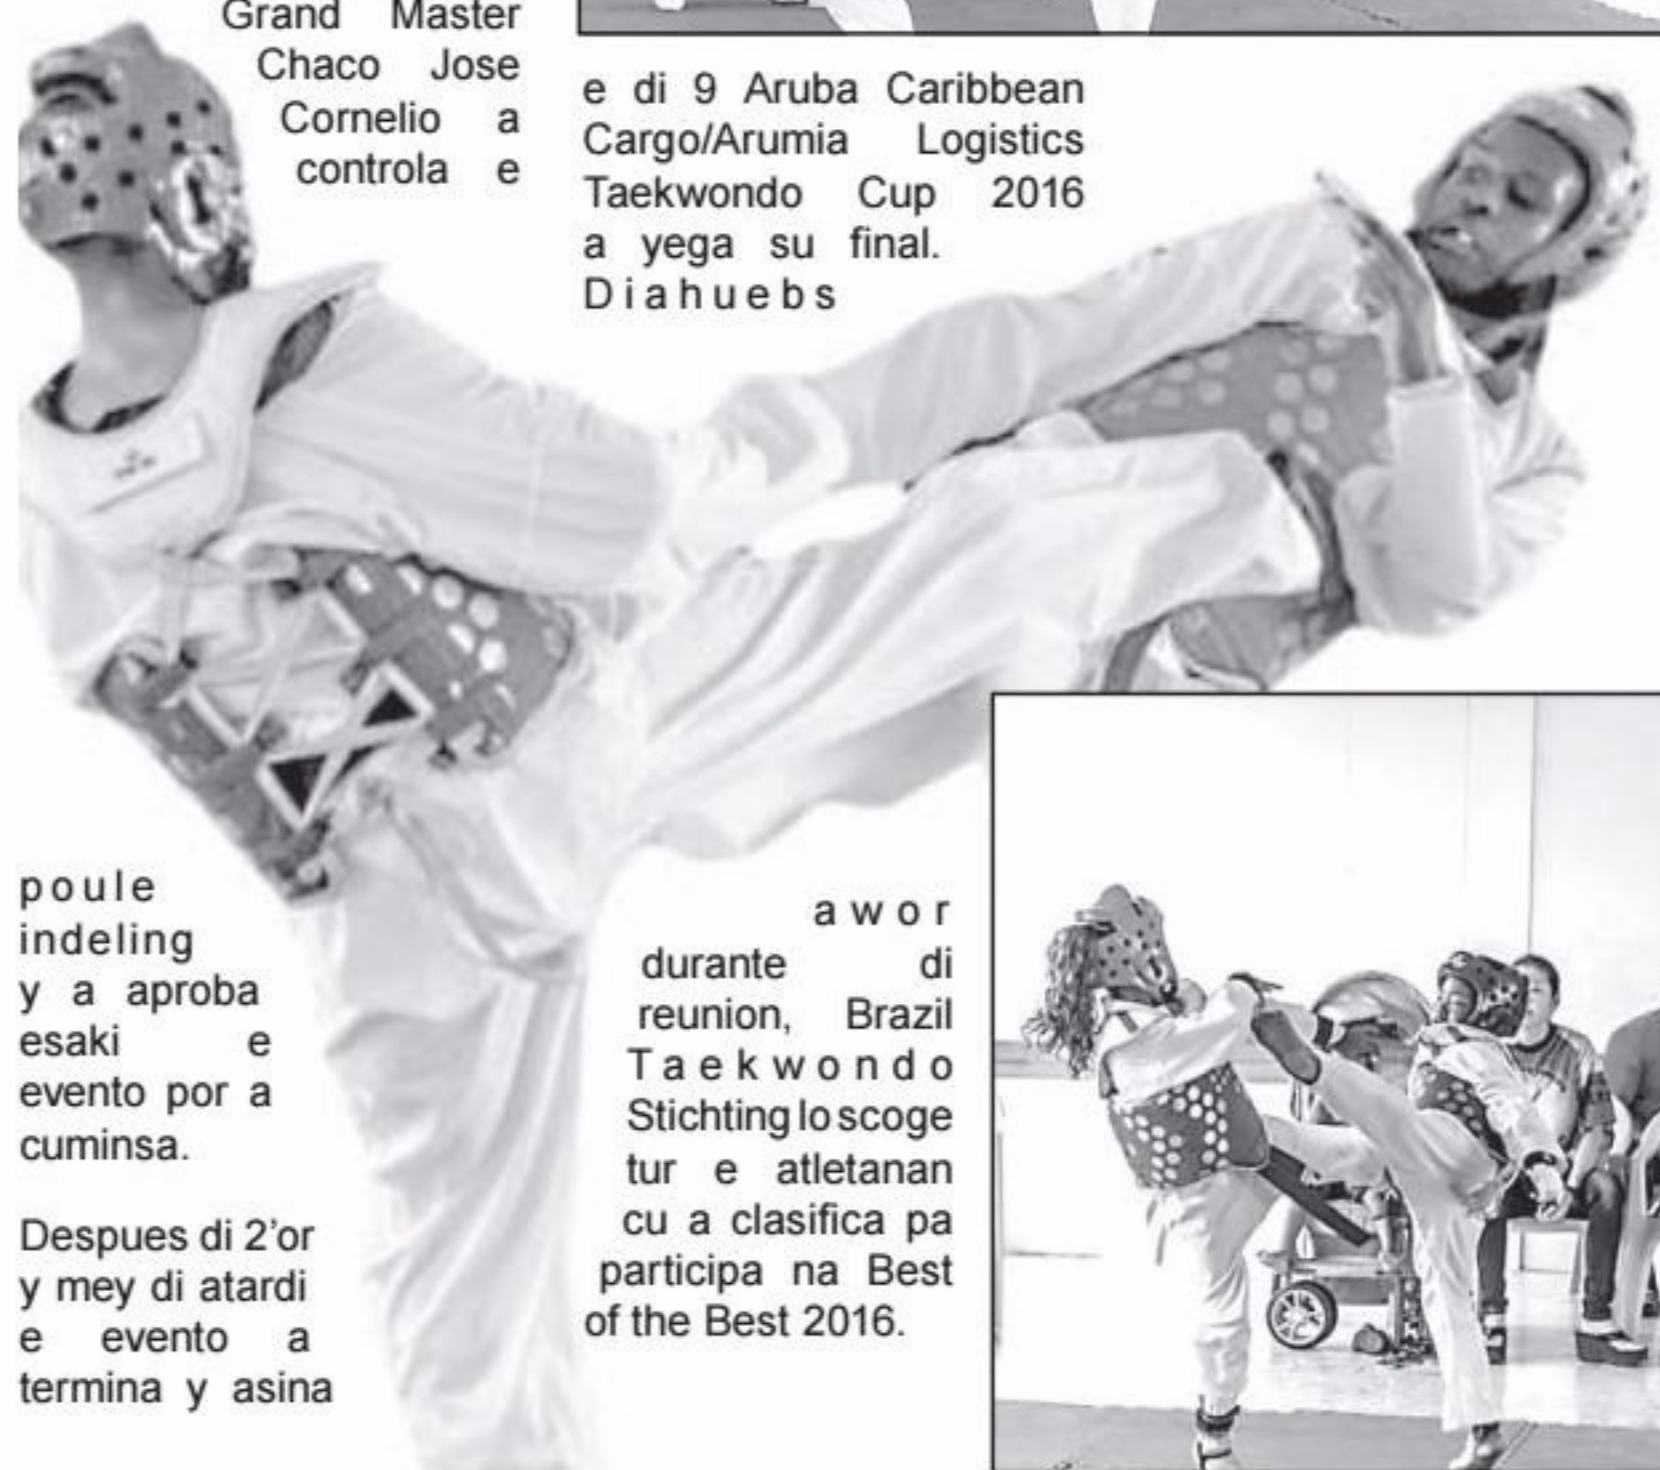 Grand Master
Chaco Jose
Cornelio a
controla e
poule
indeling
y a aproba
esaki e
evento por a
cuminsa.
Despues di 2’or
y mey di atardi
e evento a
termina y asina
e di 9 Aruba Caribbean
Cargo/Arumia Logistics
Taekwondo Cup 2016
a yega su final.
Diahuebs
awor
durante di
reunion, Brazil
Taekwondo
Stichting lo scoge
tur e atletanan
cu a clasifica pa
participa na Best
of the Best 2016.